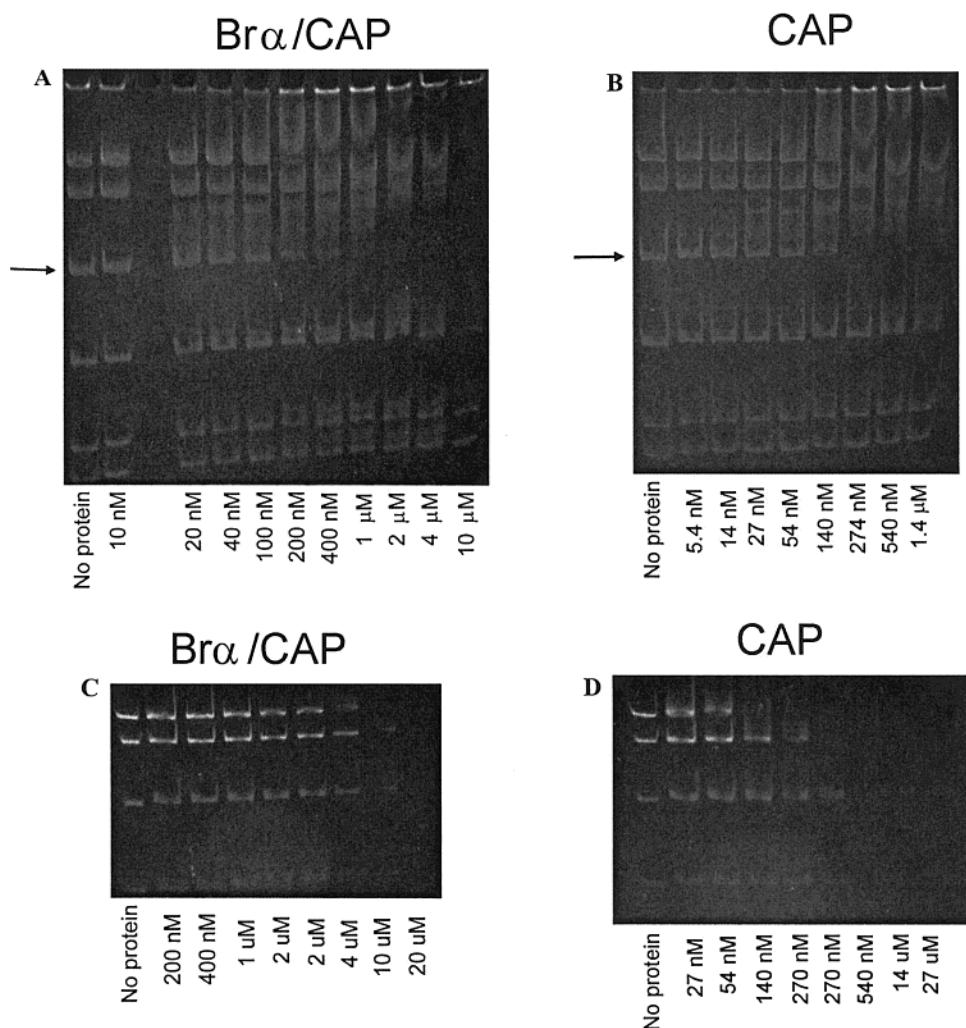 Brα/CAP
CAP
A
B
No protein
10 nM
20 nM
40 nM
100 nM
200 nM
400 nM
1 μM
2 μM
4 μM
10 μM
No protein
5.4 nM
14 nM
27 nM
54 nM
140 nM
274 nM
540 nM
1.4 μM
Brα/CAP
CAP
C
D
No protein
200 nM
400 nM
1 uM
2 uM
2 uM
4 uM
10 uM
20 uM
No protein
27 nM
54 nM
140 nM
270 nM
270 nM
540 nM
14 uM
27 uM